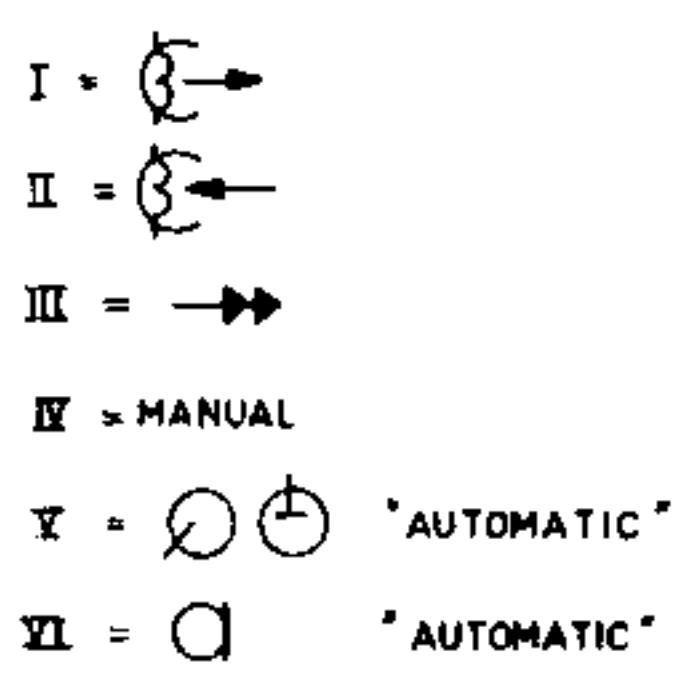 I =
II =
III =
IV = MANUAL
V = "AUTOMATIC"
VI = a "AUTOMATIC"